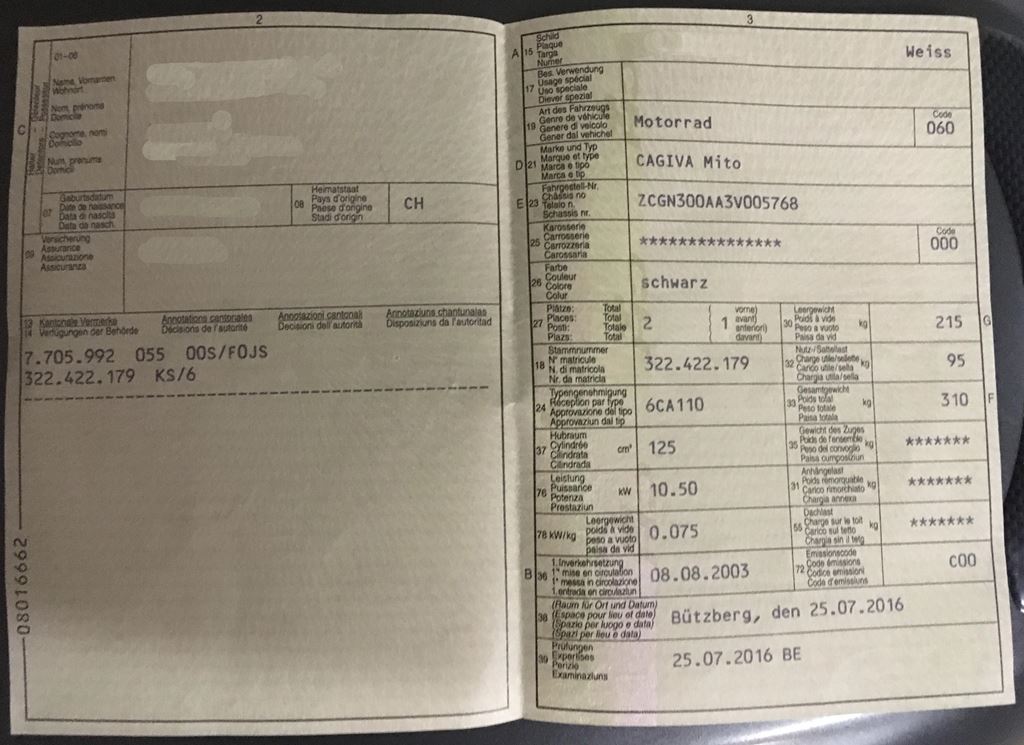 2
01-06
C
Name, Vornamen
Wohnort
Nom, prénoms
Domicile
Cognome, nomi
Domicilio
Num, prenums
Domicil
07
Geburtsdatum
Date de naissance
Data di nascita
Data da nasch.
08
Heimatstaat
Pays d'origine
Paese d'origine
Stadi d'origin
CH
09
Versicherung
Assurance
Assicurazione
Assicuranza
13 Kantonale Vermerke
14 Verfügungen der Behörde
Annotations cantonales
Décisions de l'autorité
Annotazioni cantonali
Decisioni dell'autorità
Annotaziuns chantunales
Disposiziuns da l'autoritad
7.705.992 055 00S/F0JS
322.422.179 KS/6
08016662
3
A 15
Schild
Plaque
Targa
Numer
Weiss
17
Bes. Verwendung
Usage spécial
Uso speciale
Diever spezial
19
Art des Fahrzeugs
Genre de véhicule
Genere di veicolo
Gener dal vehichel
Motorrad
Code
060
D 21
Marke und Typ
Marque et type
Marca e tipo
Marca e tip
CAGIVA Mito
E 23
Fahrgestell-Nr.
Châssis no
Telaio n.
Schassis nr.
ZCGN300AA3V005768
25
Karosserie
Carrosserie
Carrozzeria
Carossaria
***************
Code
000
26
Farbe
Couleur
Colore
Colur
schwarz
27
Plätze: Total
Places: Total
Posti: Totale
Plazs: Total
2
1
vorne)
avant)
anteriori)
davant)
30
Leergewicht
Poids à vide
Peso a vuoto
Paisa da vid
kg
215
G
18
Stammnummer
N° matricule
N. di matricola
Nr. da matricla
322.422.179
32
Nutz-/Sattellast
Charge utile/sellette
Carico utile/sella
Chargia utila/sella
kg
95
24
Typengenehmigung
Réception par type
Approvazione del tipo
Approvaziun dal tip
6CA110
33
Gesamtgewicht
Poids total
Peso totale
Paisa totala
kg
310
F
37
Hubraum
Cylindrée
Cilindrata
Cilindrada
cm³
125
35
Gewicht des Zuges
Poids de l'ensemble
Peso del convoglio
Paisa cumposiziun
kg
*******
76
Leistung
Puissance
Potenza
Prestaziun
kW
10.50
31
Anhängelast
Poids remorquable
Carico rimorchiato
Chargia annexa
kg
*******
78 kW/kg
Leergewicht
poids à vide
peso a vuoto
paisa da vid
0.075
55
Dachlast
Charge sur le toit
Carico sul tetto
Chargia sin il tetg
kg
*******
B 36
1. Inverkehrsetzung
1re mise en circulation
1a messa in circolazione
1. entrada en circulaziun
08.08.2003
72
Emissionscode
Code émissions
Codice emissioni
Code d'emissiuns
C00
38
(Raum für Ort und Datum)
(Espace pour lieu et date)
(Spazio per luogo e data)
(Spazi per lieu e data)
Bützberg, den 25.07.2016
39
Prüfungen
Expertises
Perizie
Examinaziuns
25.07.2016 BE